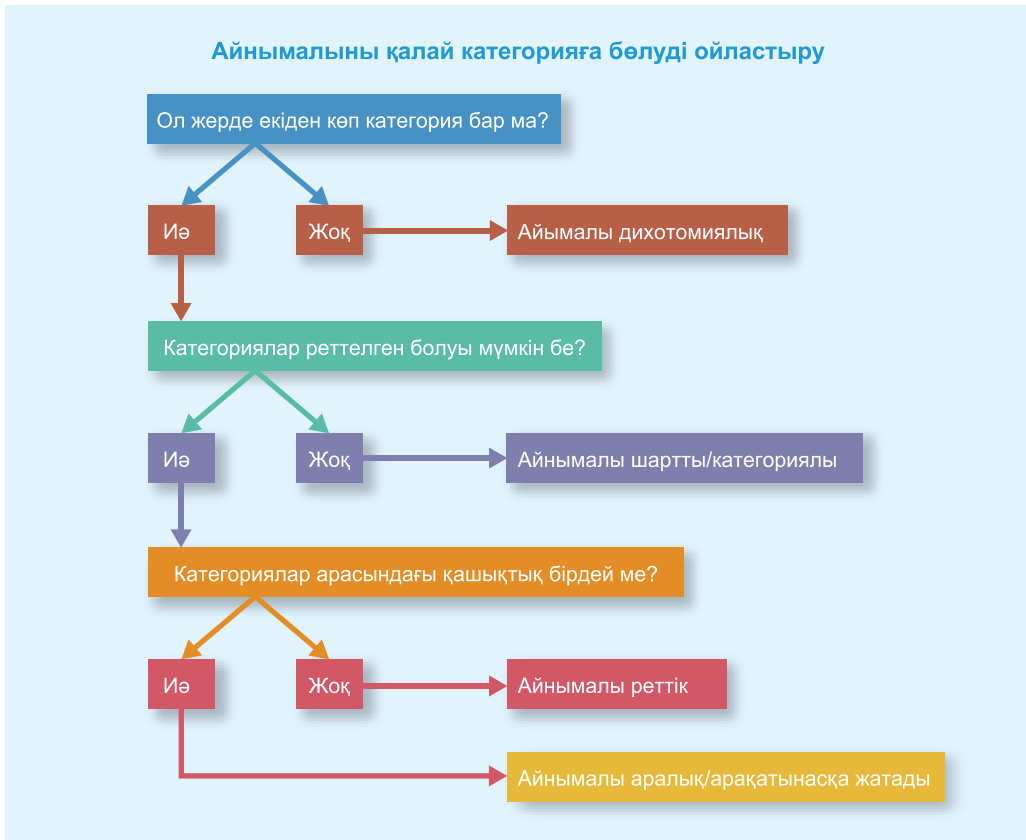 Айнымалыны қалай категорияға бөлуді ойластыру
Ол жерде екіден көп категория бар ма?
Иә
Жоқ
Айымалы дихотомиялық
Категориялар реттелген болуы мүмкін бе?
Иә
Жоқ
Айнымалы шартты/категориялы
Категориялар арасындағы қашықтық бірдей ме?
Иә
Жоқ
Айнымалы реттік
Айнымалы аралық/арақатынасқа жатады